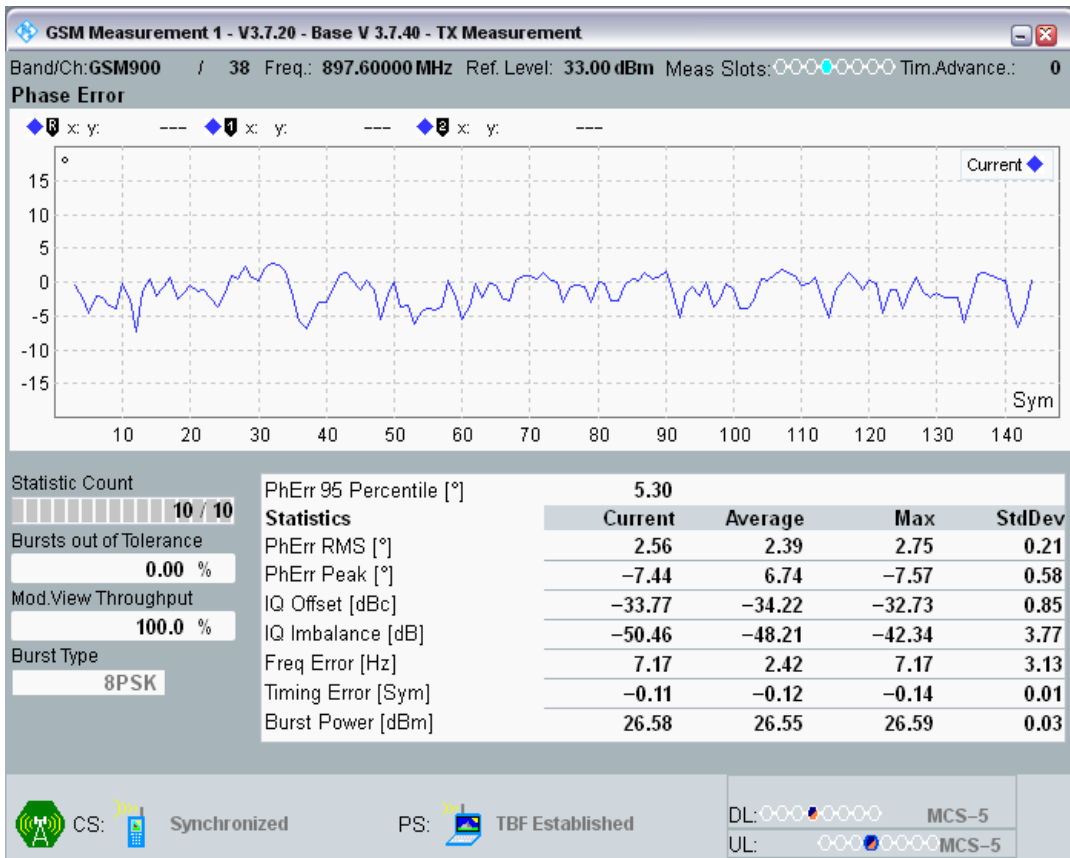 GSM Measurement 1 - V3.7.20 - Base V 3.7.40 - TX Measurement
Band/Ch:GSM900 / 38 Freq.: 897.60000 MHz Ref. Level: 33.00 dBm Meas Slots: Tim.Advance.: 0
Phase Error
R x: y: --- 1 x: y: --- 2 x: y: ---
°
Current
15
10
5
0
-5
-10
-15
Sym
10 20 30 40 50 60 70 80 90 100 110 120 130 140
Statistic Count
10 / 10
Bursts out of Tolerance
0.00 %
Mod.View Throughput
100.0 %
Burst Type
8PSK
PhErr 95 Percentile [°] 5.30
Statistics Current Average Max StdDev
PhErr RMS [°] 2.56 2.39 2.75 0.21
PhErr Peak [°] −7.44 6.74 −7.57 0.58
IQ Offset [dBc] −33.77 −34.22 −32.73 0.85
IQ Imbalance [dB] −50.46 −48.21 −42.34 3.77
Freq Error [Hz] 7.17 2.42 7.17 3.13
Timing Error [Sym] −0.11 −0.12 −0.14 0.01
Burst Power [dBm] 26.58 26.55 26.59 0.03
CS: Synchronized PS: TBF Established
DL: MCS−5
UL: MCS−5